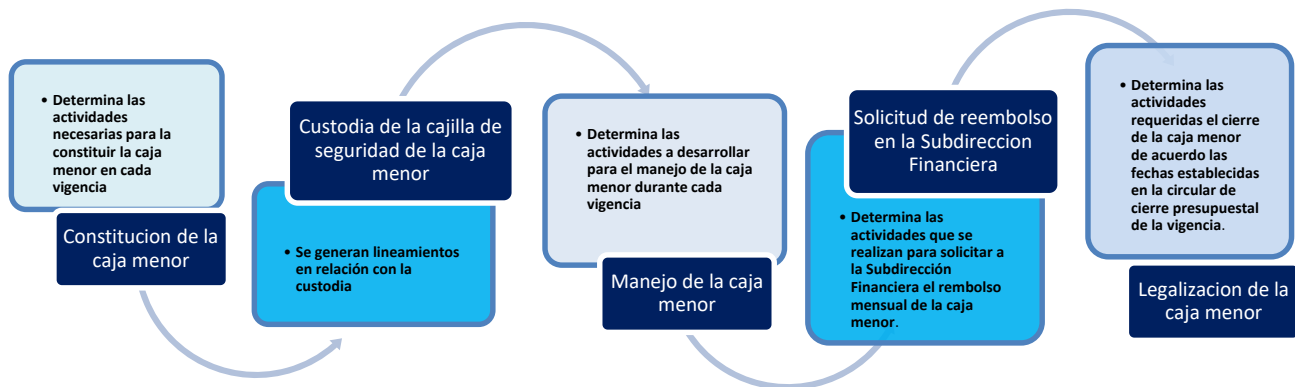 • Determina las
actividades
necesarias para la
constituir la caja
menor en cada
vigencia
Constitucion de la
caja menor
Custodia de la cajilla de
seguridad de la caja
menor
• Se generan lineamientos
en relación con la
custodia
• Determina las
actividades a desarrollar
para el manejo de la caja
menor durante cada
vigencia
Manejo de la caja
menor
Solicitud de reembolso
en la Subdireccion
Financiera
• Determina las
actividades que se
realizan para solicitar a
la Subdirección
Financiera el rembolso
mensual de la caja
menor.
• Determina las
actividades
requeridas el cierre
de la caja menor
de acuerdo las
fechas establecidas
en la circular de
cierre presupuestal
de la vigencia.
Legalizacion de la
caja menor